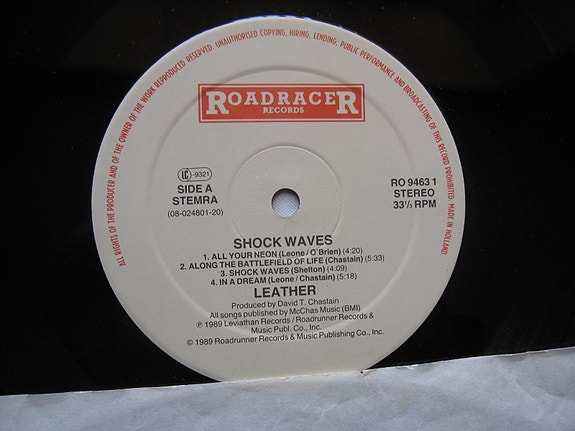 ALL RIGHTS OF THE PRODUCER AND OF THE OWNER OF THE WORK REPRODUCED RESERVED. UNAUTHORISED COPYING, HIRING, LENDING, PUBLIC PERFORMANCE AND BROADCASTING OF THIS RECORD PROHIBITED. MADE IN HOLLAND
ROADRACER
RECORDS
LC -9321
SIDE A
STEMRA
(08-024801-20)
RO 9463 1
STEREO
33⅓ RPM
SHOCK WAVES
1. ALL YOUR NEON (Leone/O'Brien) (4:20)
2. ALONG THE BATTLEFIELD OF LIFE (Chastain) (5:33)
3. SHOCK WAVES (Shelton) (4:09)
4. IN A DREAM (Leone/Chastain) (5:18)
LEATHER
Produced by David T. Chastain
All songs published by McChas Music (BMI)
℗ 1989 Leviathan Records / Roadrunner Records &
Music Publ. Co., Inc.
© 1989 Roadrunner Records & Music Publishing Co., Inc.